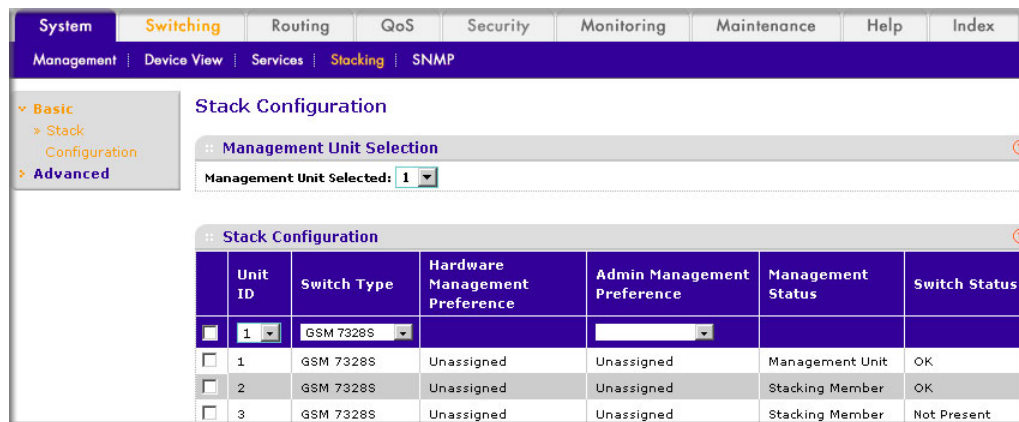 System Switching Routing QoS Security Monitoring Maintenance Help Index
Management Device View Services Stacking SNMP
Basic
» Stack
Configuration
Advanced
Stack Configuration
Management Unit Selection
Management Unit Selected: 1
Stack Configuration
Unit ID Switch Type Hardware Management Preference Admin Management Preference Management Status Switch Status
1 GSM 7328S
1 GSM 7328S Unassigned Unassigned Management Unit OK
2 GSM 7328S Unassigned Unassigned Stacking Member OK
3 GSM 7328S Unassigned Unassigned Stacking Member Not Present